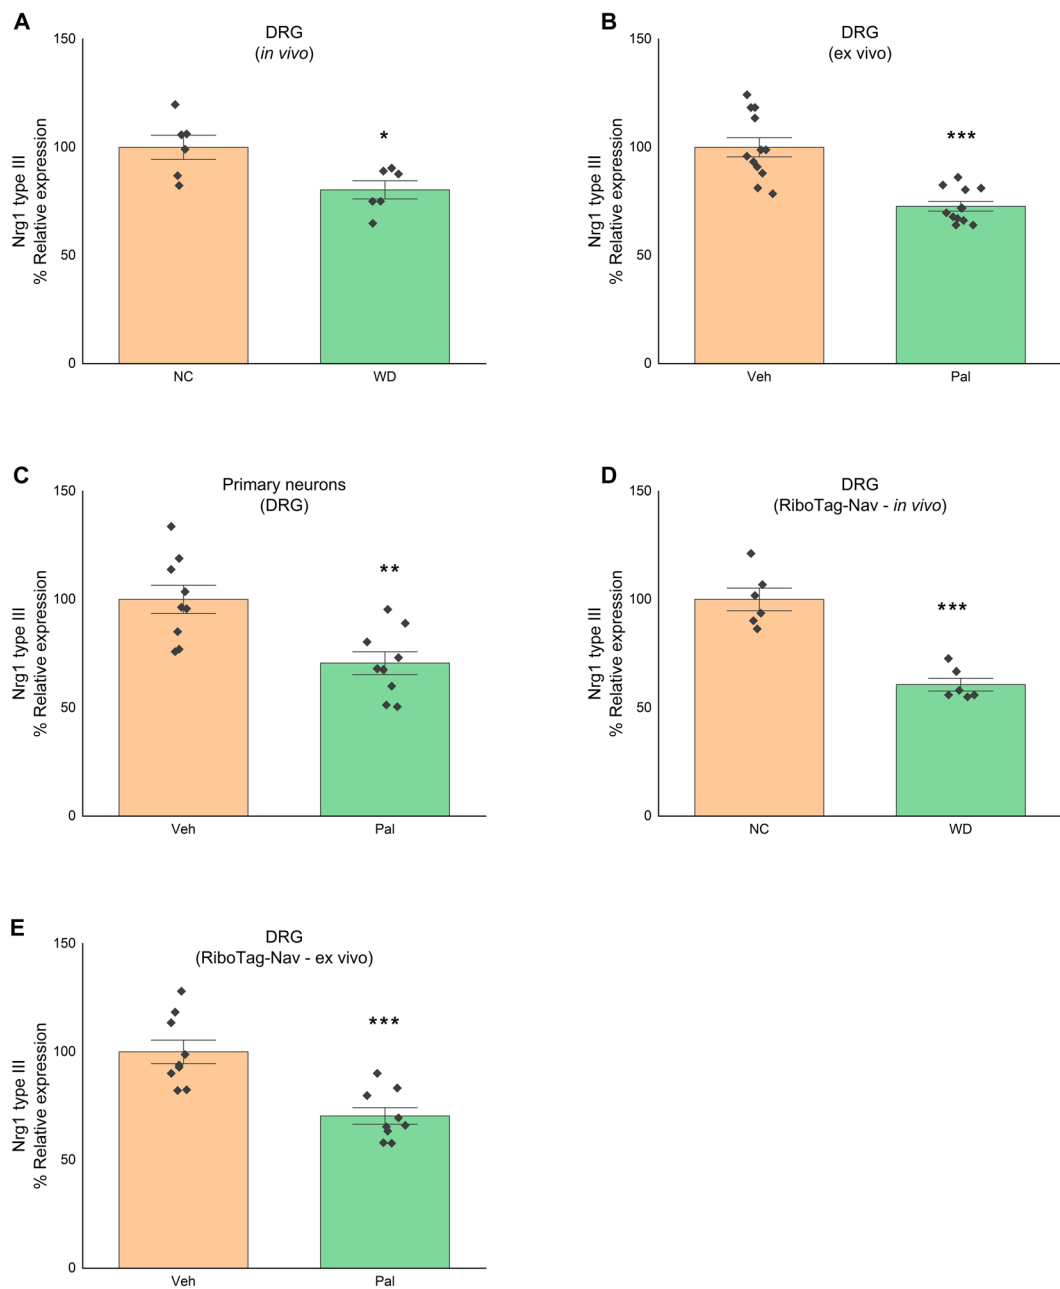 A
DRG
(in vivo)
Nrg1 type III
% Relative expression
150
100
50
0
*
NC
WD
B
DRG
(ex vivo)
Nrg1 type III
% Relative expression
150
100
50
0
***
Veh
Pal
C
Primary neurons
(DRG)
Nrg1 type III
% Relative expression
150
100
50
0
**
Veh
Pal
D
DRG
(RiboTag-Nav - in vivo)
Nrg1 type III
% Relative expression
150
100
50
0
***
NC
WD
E
DRG
(RiboTag-Nav - ex vivo)
Nrg1 type III
% Relative expression
150
100
50
0
***
Veh
Pal